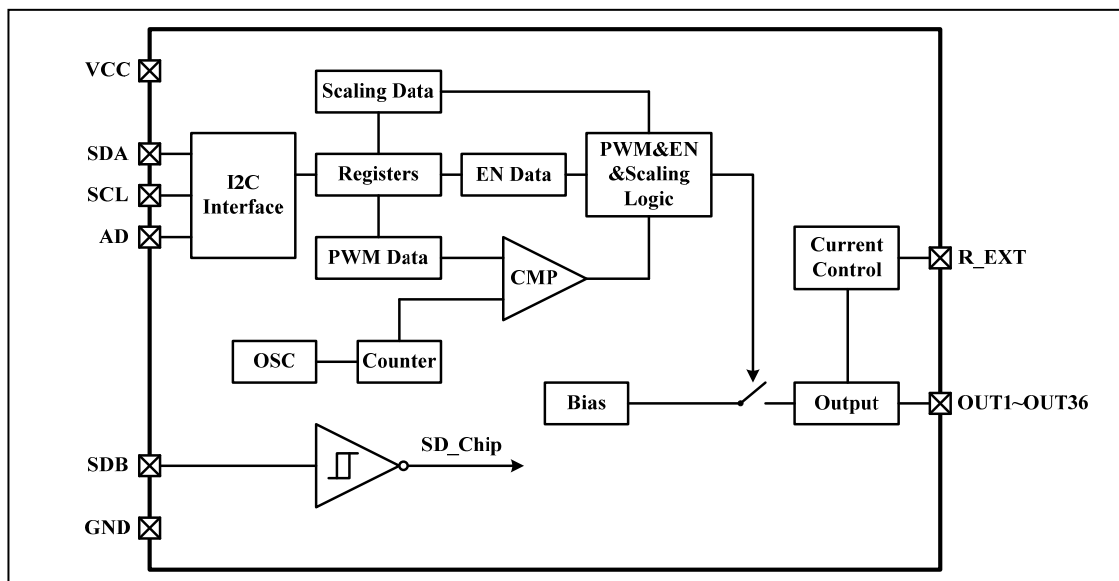 VCC
SDA
SCL
AD
SDB
GND
I2C
Interface
Scaling Data
Registers
EN Data
PWM Data
PWM&EN
&Scaling
Logic
CMP
OSC
Counter
Bias
Output
Current
Control
R_EXT
OUT1~OUT36
SD_Chip